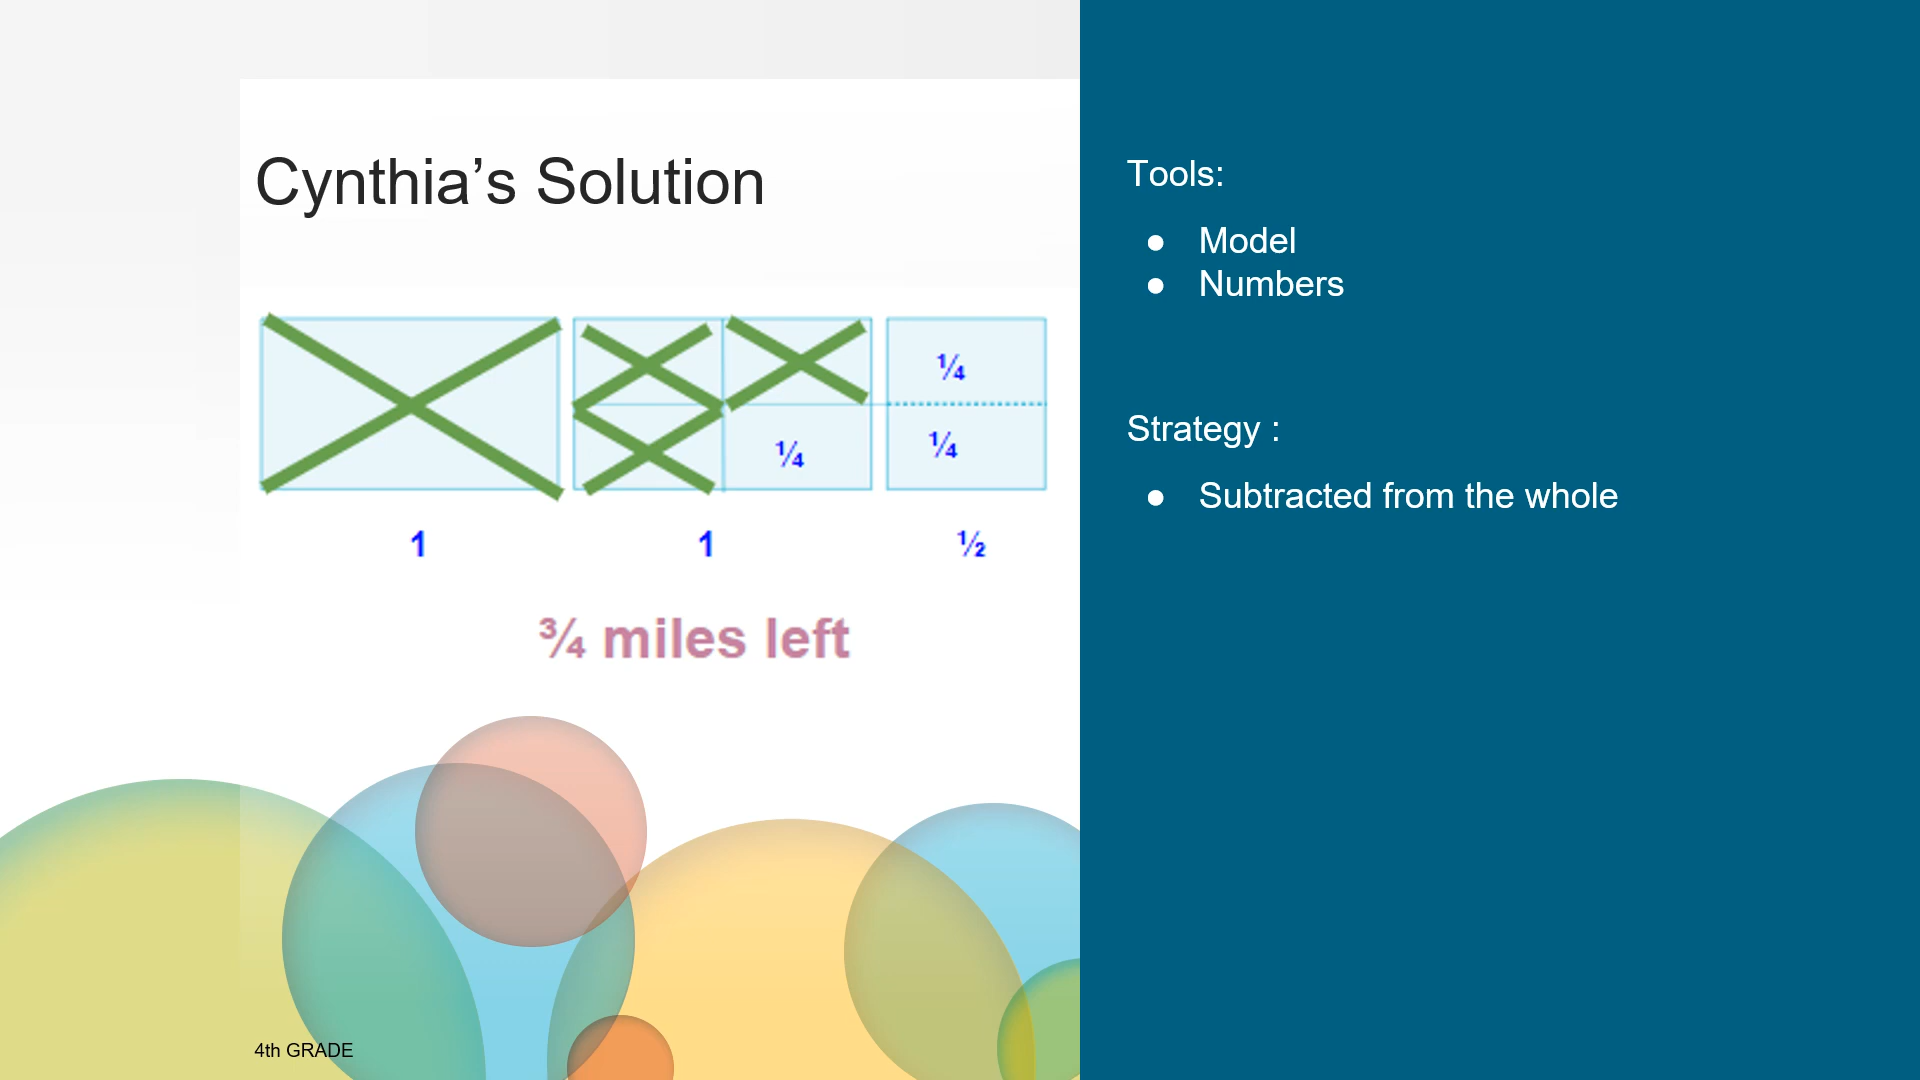 Cynthia’s Solution
¼
¼
¼
1
1
½
¾ miles left
4th GRADE
Tools:
● Model
● Numbers
Strategy :
● Subtracted from the whole